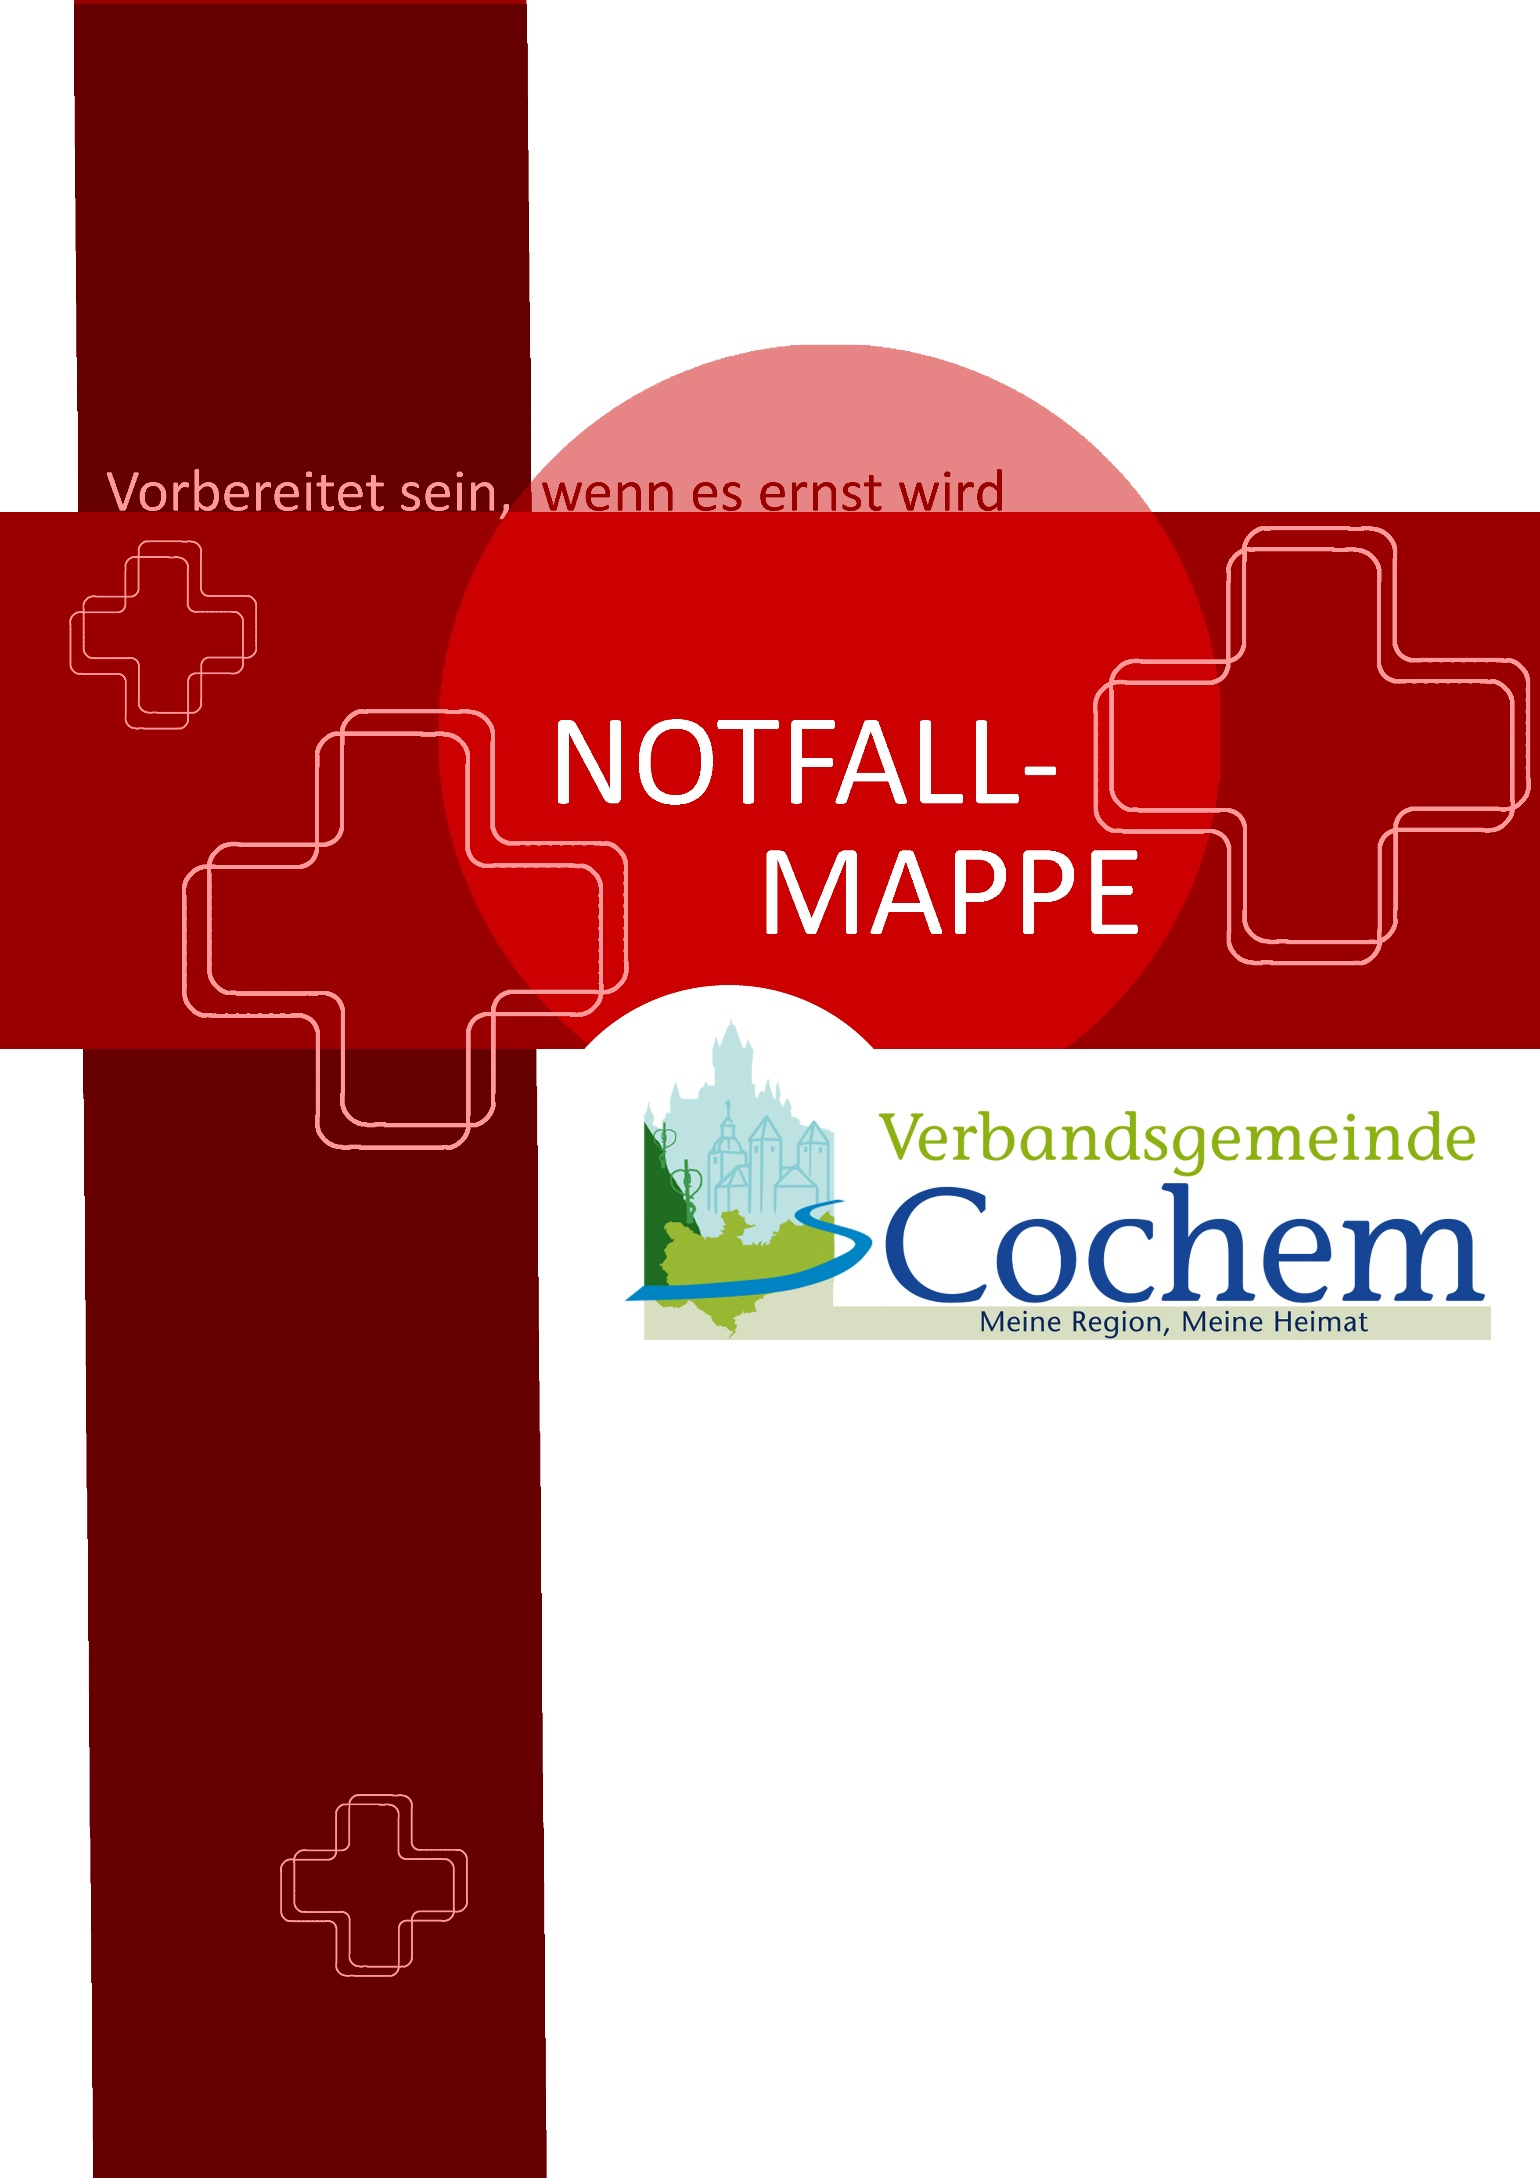 Vorbereitet sein, wenn es ernst wird
NOTFALL-
MAPPE
Verbandsgemeinde
Cochem
Meine Region, Meine Heimat